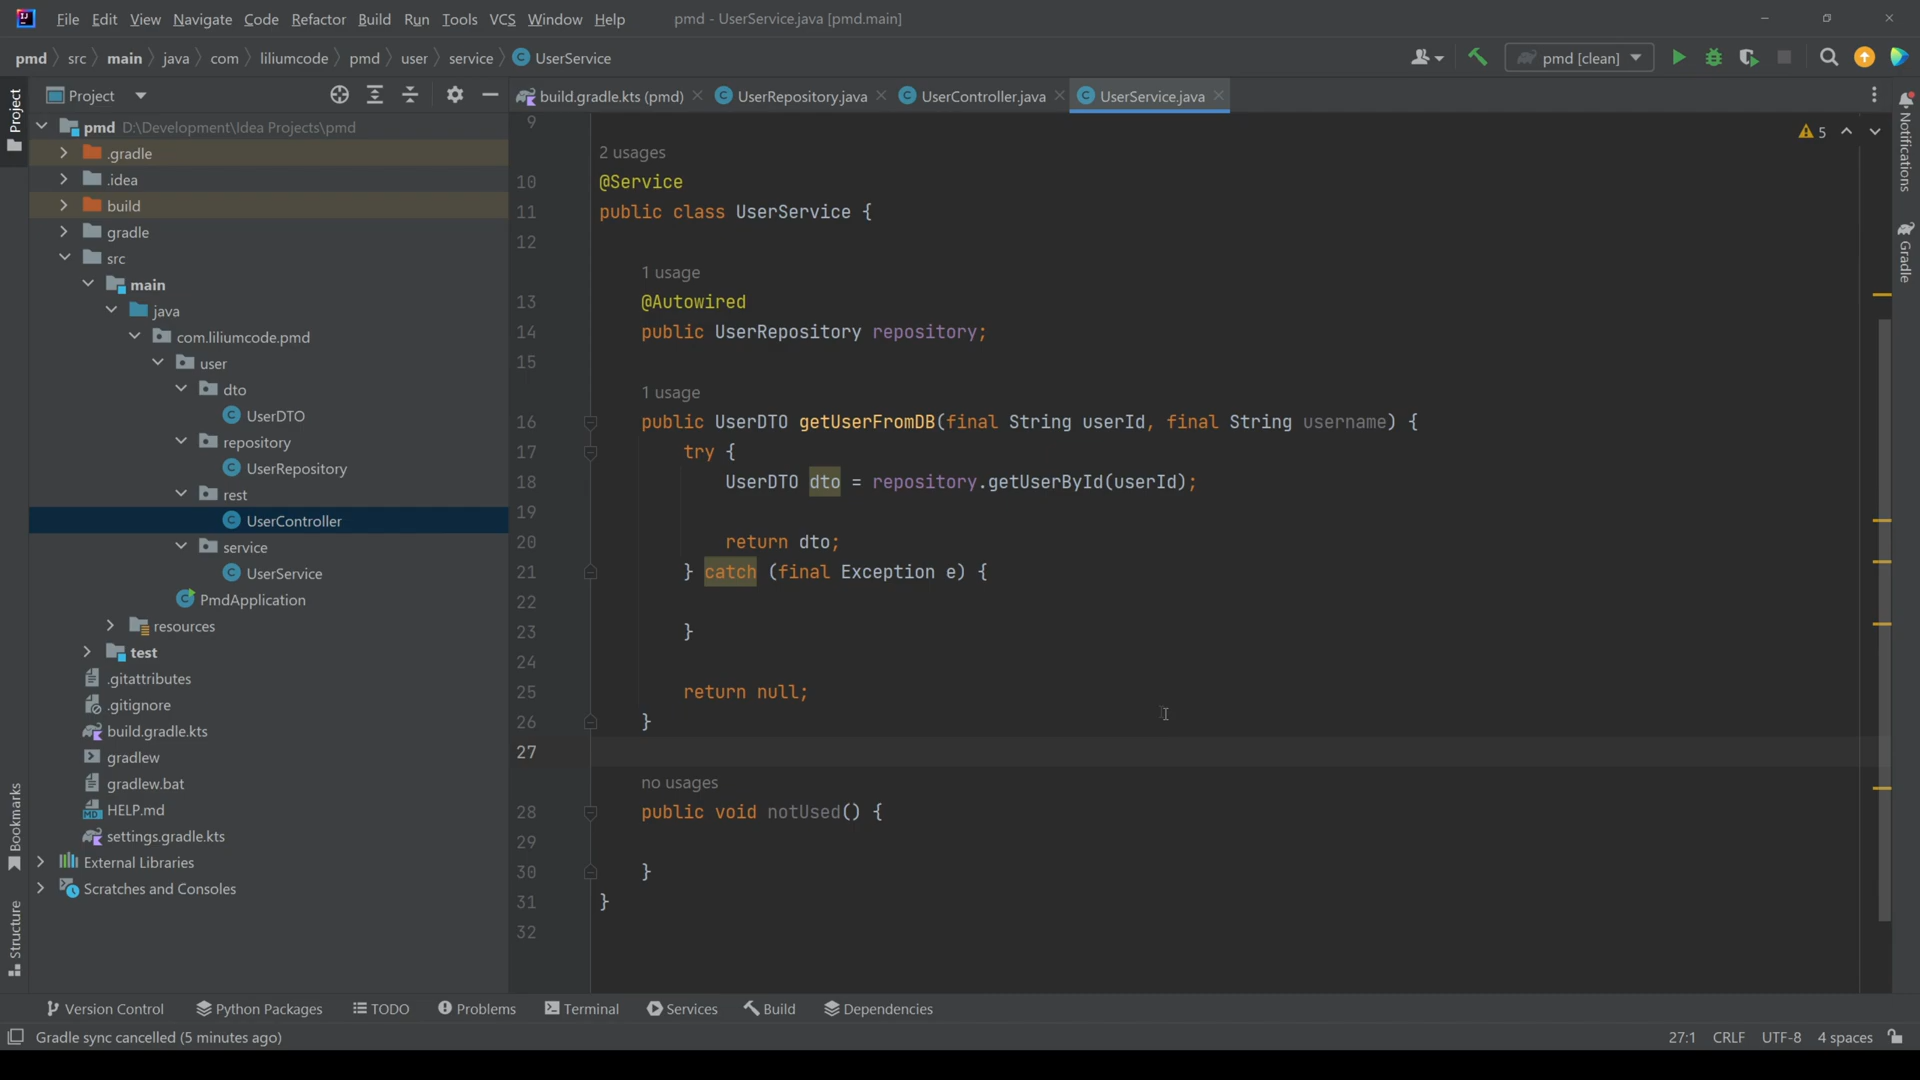 File Edit View Navigate Code Refactor Build Run Tools VCS Window Help pmd - UserService.java [pmd.main]
pmd src main java com liliumcode pmd user service UserService pmd [clean]
Project
build.gradle.kts (pmd) UserRepository.java UserController.java UserService.java
Project
Bookmarks
Structure
pmd D:\Development\Idea Projects\pmd
.gradle
.idea
build
gradle
src
main
java
com.liliumcode.pmd
user
dto
UserDTO
repository
UserRepository
rest
UserController
service
UserService
PmdApplication
resources
test
.gitattributes
.gitignore
build.gradle.kts
gradlew
gradlew.bat
HELP.md
settings.gradle.kts
External Libraries
Scratches and Consoles
5
9
2 usages
10 @Service
11 public class UserService {
12
1 usage
13 @Autowired
14 public UserRepository repository;
15
1 usage
16 public UserDTO getUserFromDB(final String userId, final String username) {
17 try {
18 UserDTO dto = repository.getUserById(userId);
19
20 return dto;
21 } catch (final Exception e) {
22
23 }
24
25 return null;
26 }
27
no usages
28 public void notUsed() {
29
30 }
31 }
32
Notifications
Gradle
Version Control Python Packages TODO Problems Terminal Services Build Dependencies
Gradle sync cancelled (5 minutes ago) 27:1 CRLF UTF-8 4 spaces